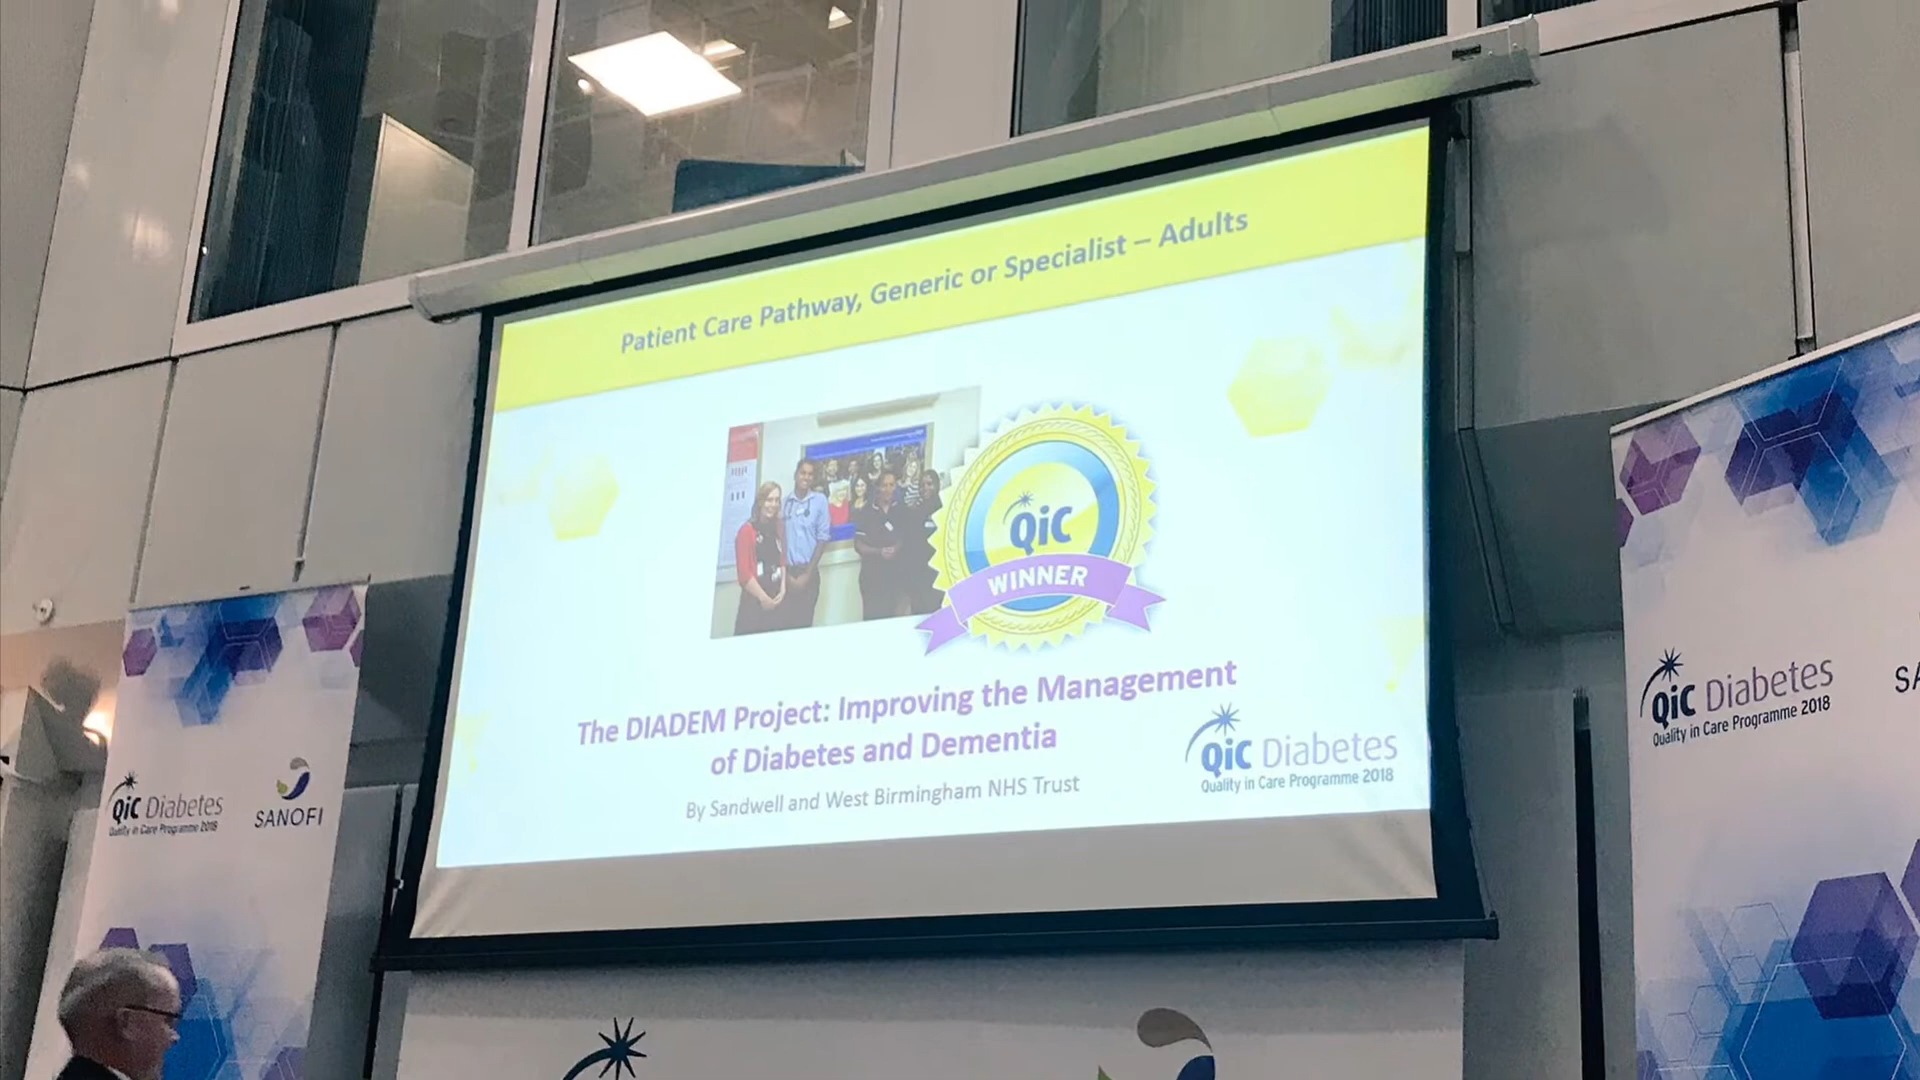 Patient Care Pathway, Generic or Specialist – Adults
QiC
WINNER
The DIADEM Project: Improving the Management
of Diabetes and Dementia
By Sandwell and West Birmingham NHS Trust
QiC Diabetes
Quality in Care Programme 2018
QiC Diabetes
Quality in Care Programme 2018
SANOFI
QiC Diabetes
Quality in Care Programme 2018
SA